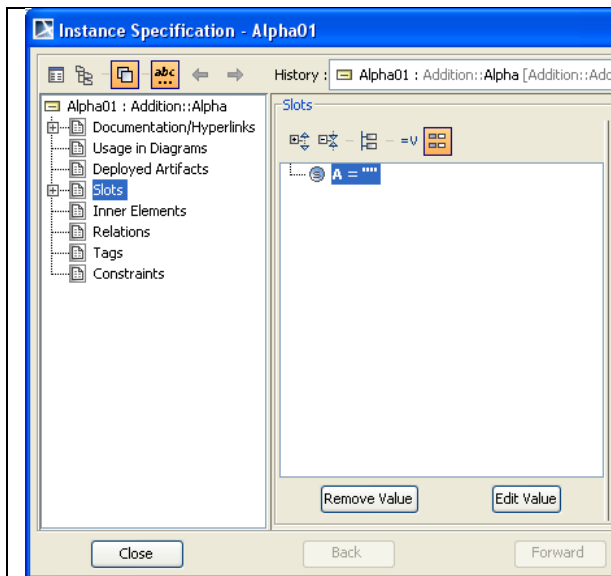 Instance Specification - Alpha01
abc
History : Alpha01 : Addition::Alpha [Addition::Add
Alpha01 : Addition::Alpha
Documentation/Hyperlinks
Usage in Diagrams
Deployed Artifacts
Slots
Inner Elements
Relations
Tags
Constraints
Slots
=v
A = ""
Remove Value
Edit Value
Close
Back
Forward